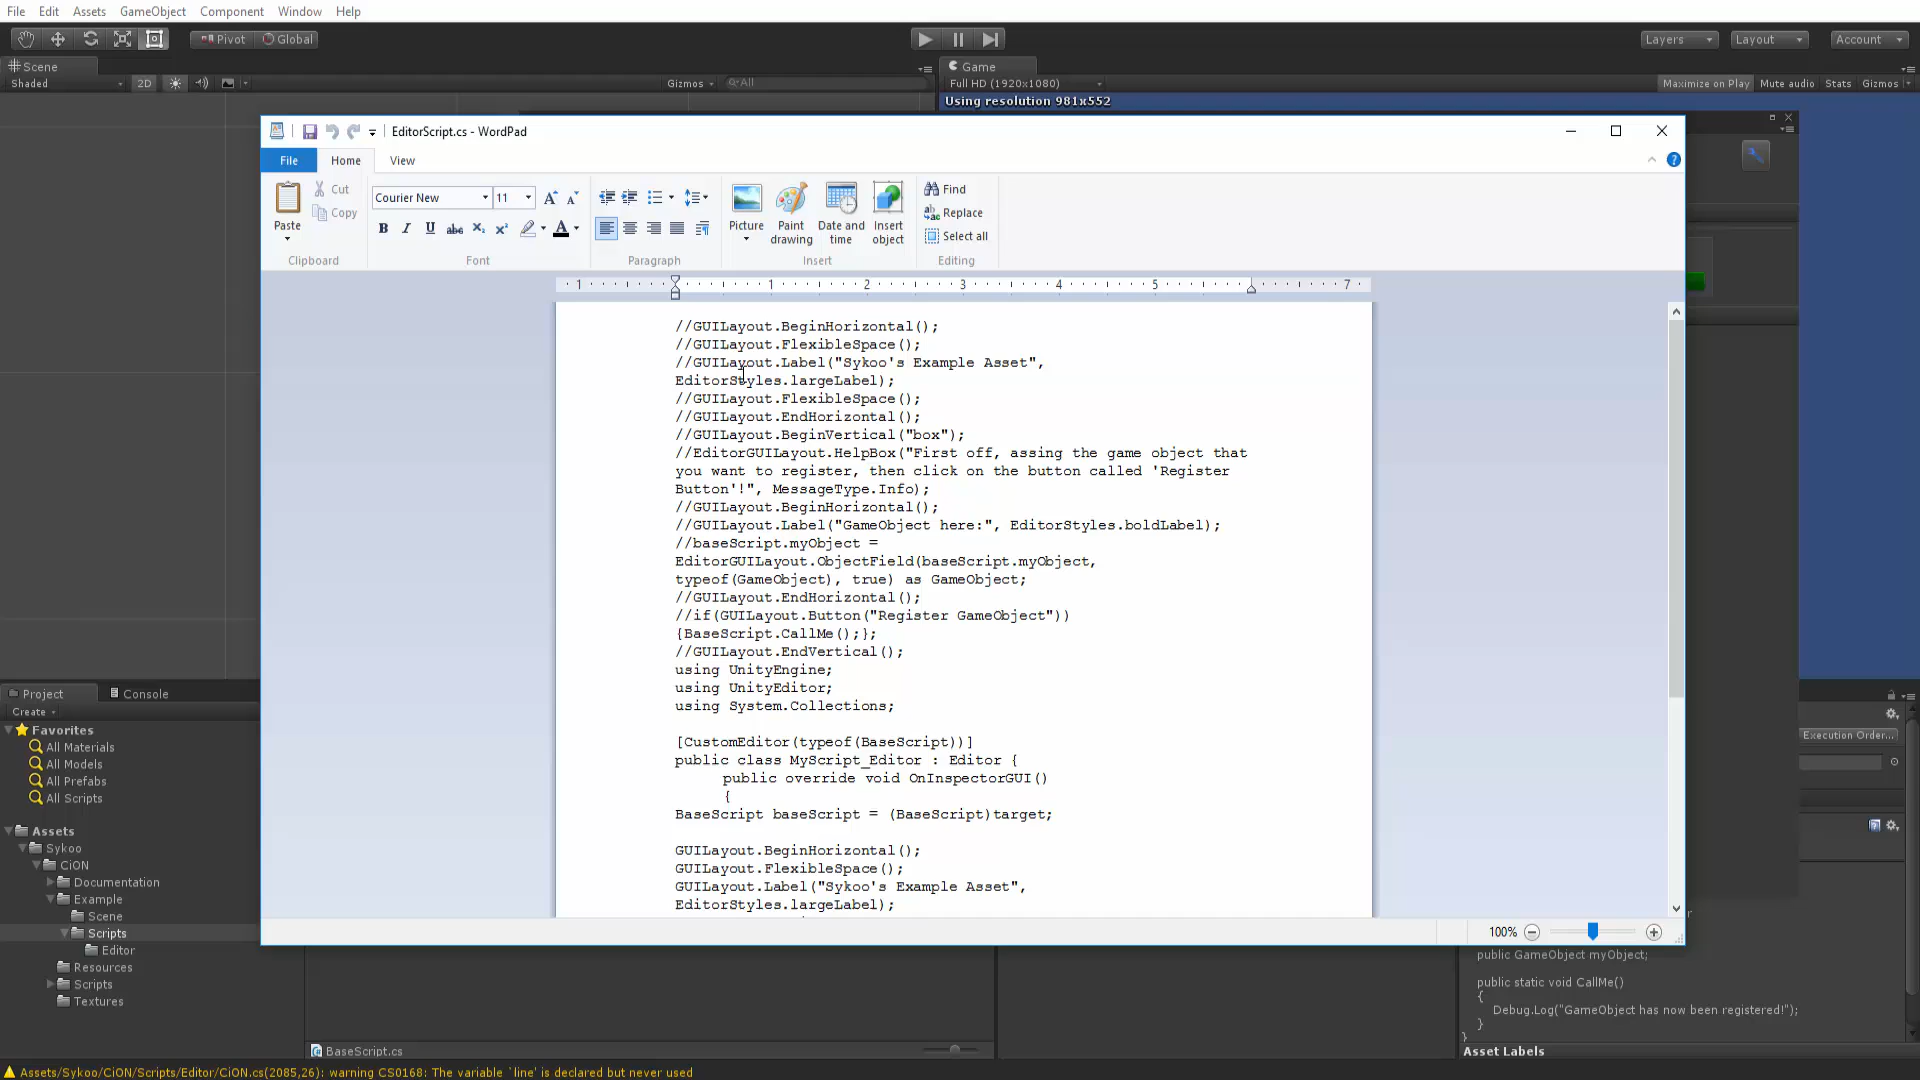 File Edit Assets GameObject CiON Component Window Help
Pivot Global Layers Layout Account
Scene Game
Shaded 2D Gizmos All Full HD (1920x1080) Maximize on Play Mute audio Stats Gizmos
Using resolution 981x552
EditorScript.cs - WordPad
File Home View
Cut
Copy
Paste
Clipboard
Courier New 11
Font
Paragraph
Picture
Paint drawing
Date and time
Insert object
Insert
Find
Replace
Select all
Editing
1 1 2 3 4 5 7
//GUILayout.BeginHorizontal();
//GUILayout.FlexibleSpace();
//GUILayout.Label("Sykoo's Example Asset",
EditorStyles.largeLabel);
//GUILayout.FlexibleSpace();
//GUILayout.EndHorizontal();
//GUILayout.BeginVertical("box");
//EditorGUILayout.HelpBox("First off, assing the game object that
you want to register, then click on the button called 'Register
Button'!", MessageType.Info);
//GUILayout.BeginHorizontal();
//GUILayout.Label("GameObject here:", EditorStyles.boldLabel);
//baseScript.myObject =
EditorGUILayout.ObjectField(baseScript.myObject,
typeof(GameObject), true) as GameObject;
//GUILayout.EndHorizontal();
//if(GUILayout.Button("Register GameObject"))
{BaseScript.CallMe();};
//GUILayout.EndVertical();
using UnityEngine;
using UnityEditor;
using System.Collections;
[CustomEditor(typeof(BaseScript))]
public class MyScript_Editor : Editor {
public override void OnInspectorGUI()
{
BaseScript baseScript = (BaseScript)target;
GUILayout.BeginHorizontal();
GUILayout.FlexibleSpace();
GUILayout.Label("Sykoo's Example Asset",
EditorStyles.largeLabel);
100%
Project Console
Create
Favorites
All Materials
All Models
All Prefabs
All Scripts
Assets
Sykoo
CiON
Documentation
Example
Scene
Scripts
Editor
Resources
Scripts
Textures
BaseScript.cs
Execution Order...
public GameObject myObject;
public static void CallMe()
{
Debug.Log("GameObject has now been registered!");
}
}
Asset Labels
Assets/Sykoo/CiON/Scripts/Editor/CiON.cs(2085,26): warning CS0168: The variable `line' is declared but never used